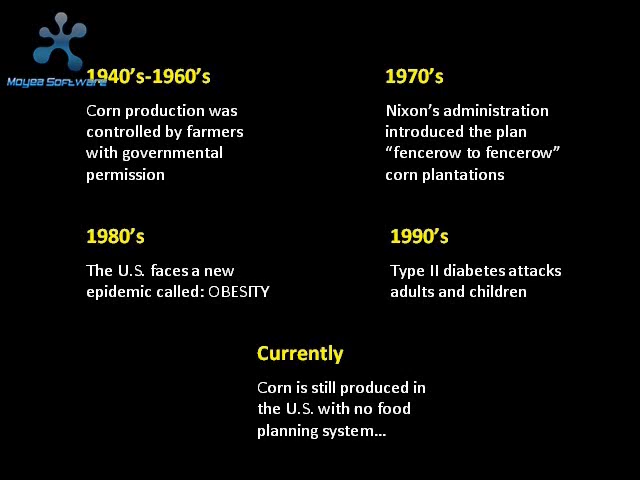 Moyea Software
1940’s-1960’s
Corn production was
controlled by farmers
with governmental
permission
1970’s
Nixon’s administration
introduced the plan
“fencerow to fencerow”
corn plantations
1980’s
The U.S. faces a new
epidemic called: OBESITY
1990’s
Type II diabetes attacks
adults and children
Currently
Corn is still produced in
the U.S. with no food
planning system...